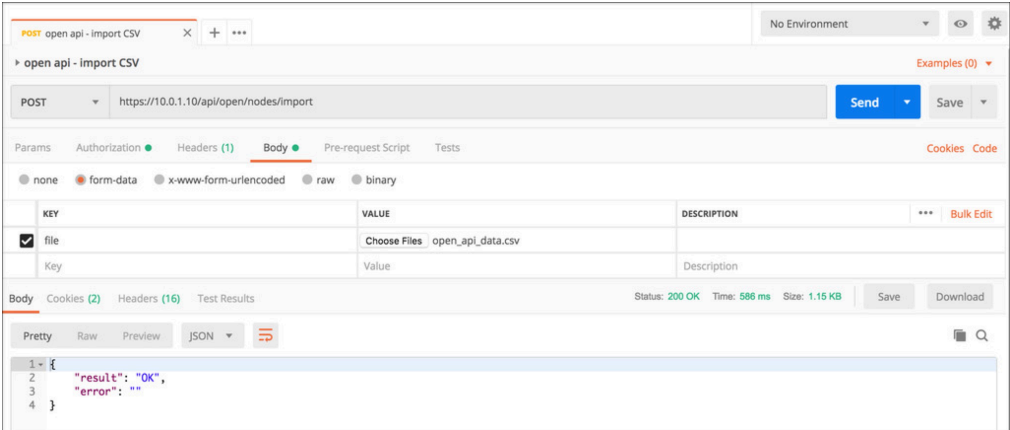 POST open api - import CSV × + ••• No Environment
open api - import CSV Examples (0)
POST https://10.0.1.10/api/open/nodes/import Send Save
Params Authorization Headers (1) Body Pre-request Script Tests Cookies Code
none form-data x-www-form-urlencoded raw binary
KEY VALUE DESCRIPTION ••• Bulk Edit
file Choose Files open_api_data.csv
Key Value Description
Body Cookies (2) Headers (16) Test Results Status: 200 OK Time: 586 ms Size: 1.15 KB Save Download
Pretty Raw Preview JSON
1 {
2 "result": "OK",
3 "error": ""
4 }